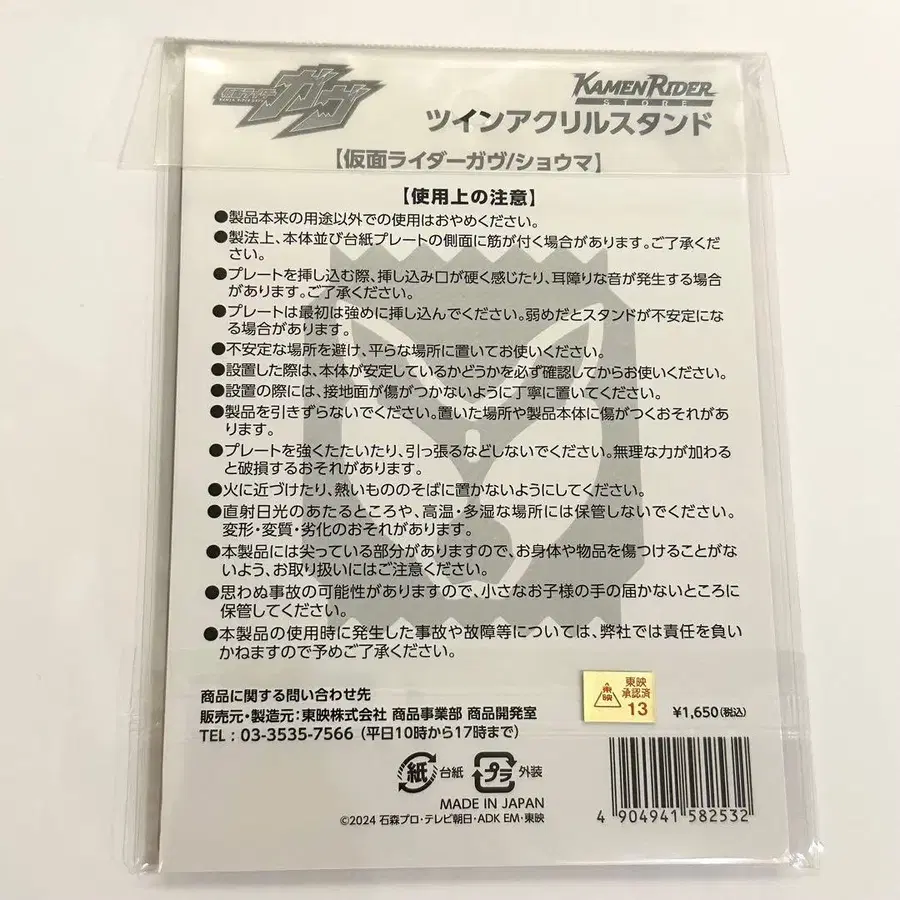 仮面ライダー
ガヴ
KAMEN RIDER
STORE
ツインアクリルスタンド
【仮面ライダーガヴ/ショウマ】
【使用上の注意】
●製品本来の用途以外での使用はおやめください。
●製法上、本体並び台紙プレートの側面に筋が付く場合があります。ご了承くだ
さい。
●プレートを挿し込む際、挿し込み口が硬く感じたり、耳障りな音が発生する場合
があります。ご了承ください。
●プレートは最初は強めに挿し込んでください。弱めだとスタンドが不安定にな
る場合があります。
●不安定な場所を避け、平らな場所に置いてお使いください。
●設置した際は、本体が安定しているかどうかを必ず確認してからお使いください。
●設置の際には、接地面が傷がつかないように丁寧に置いてください。
●製品を引きずらないでください。置いた場所や製品本体に傷がつくおそれがあり
ます。
●プレートを強くたたいたり、引っ張るなどしないでください。無理な力が加わる
と破損するおそれがあります。
●火に近づけたり、熱いもののそばに置かないようにしてください。
●直射日光のあたるところや、高温・多湿な場所には保管しないでください。
変形・変質・劣化のおそれがあります。
●本製品には尖っている部分がありますので、お身体や物品を傷つけることがな
いよう、お取り扱いにはご注意ください。
●思わぬ事故の可能性がありますので、小さなお子様の手の届かないところに
保管してください。
●本製品の使用時に発生した事故や故障等については、弊社では責任を負い
かねますので予めご了承ください。
商品に関する問い合わせ先
販売元・製造元:東映株式会社 商品事業部 商品開発室
TEL : 03-3535-7566 (平日10時から17時まで)
東映
東映
承認済
13
¥1,650(税込)
紙 台紙 プラ 外装
MADE IN JAPAN
©2024 石森プロ・テレビ朝日・ADK EM・東映
4 904941 582532